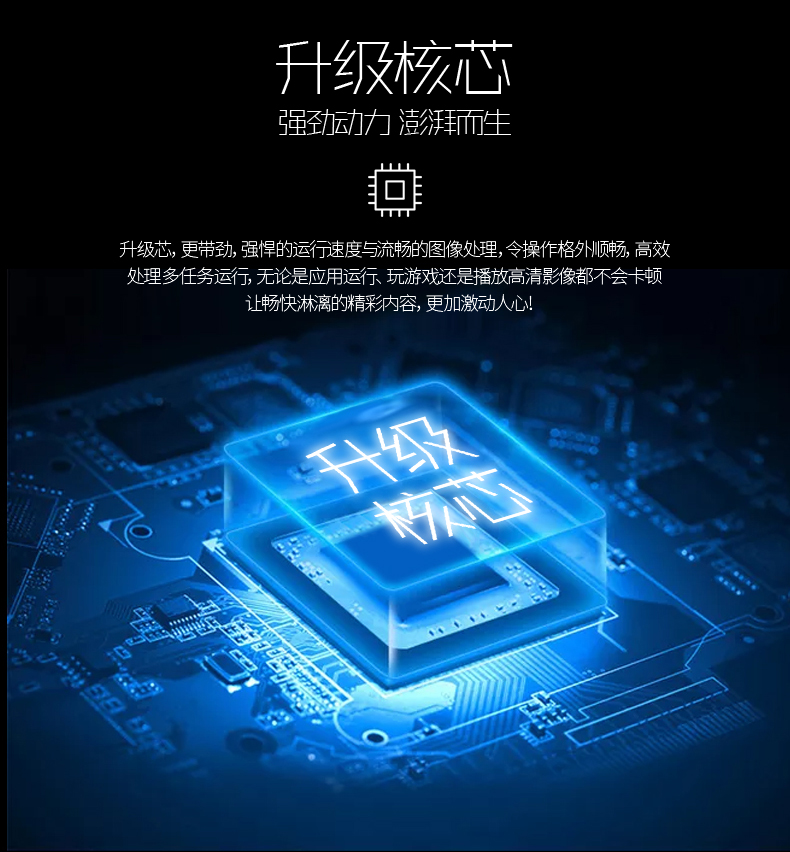 升级核芯
强劲动力 澎湃而生
升级芯, 更带劲, 强悍的运行速度与流畅的图像处理, 令操作格外顺畅, 高效
处理多任务运行, 无论是应用运行、玩游戏还是播放高清影像都不会卡顿
让畅快淋漓的精彩内容, 更加激动人心!
升级
核芯